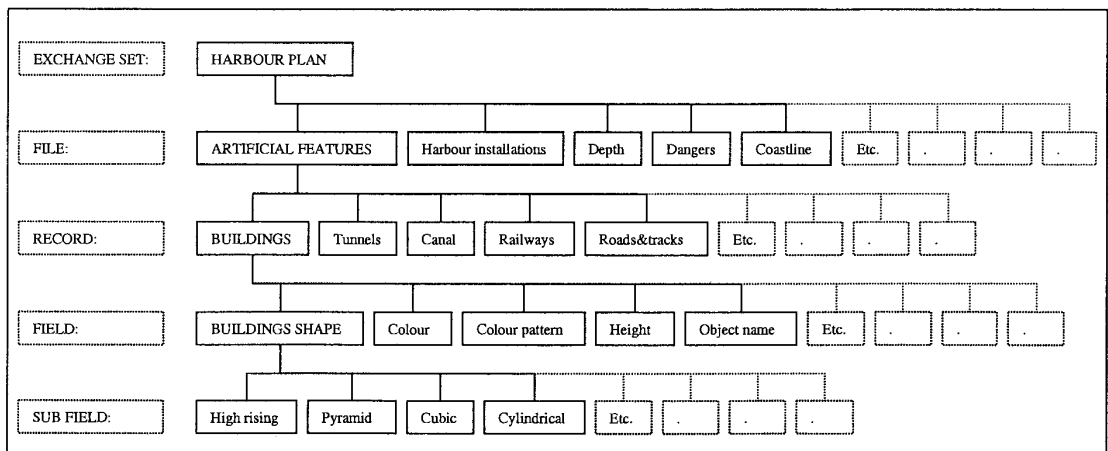 EXCHANGE SET: HARBOUR PLAN
FILE: ARTIFICIAL FEATURES Harbour installations Depth Dangers Coastline Etc. . . .
RECORD: BUILDINGS Tunnels Canal Railways Roads&tracks Etc. . . .
FIELD: BUILDINGS SHAPE Colour Colour pattern Height Object name Etc. . . .
SUB FIELD: High rising Pyramid Cubic Cylindrical Etc. . . .